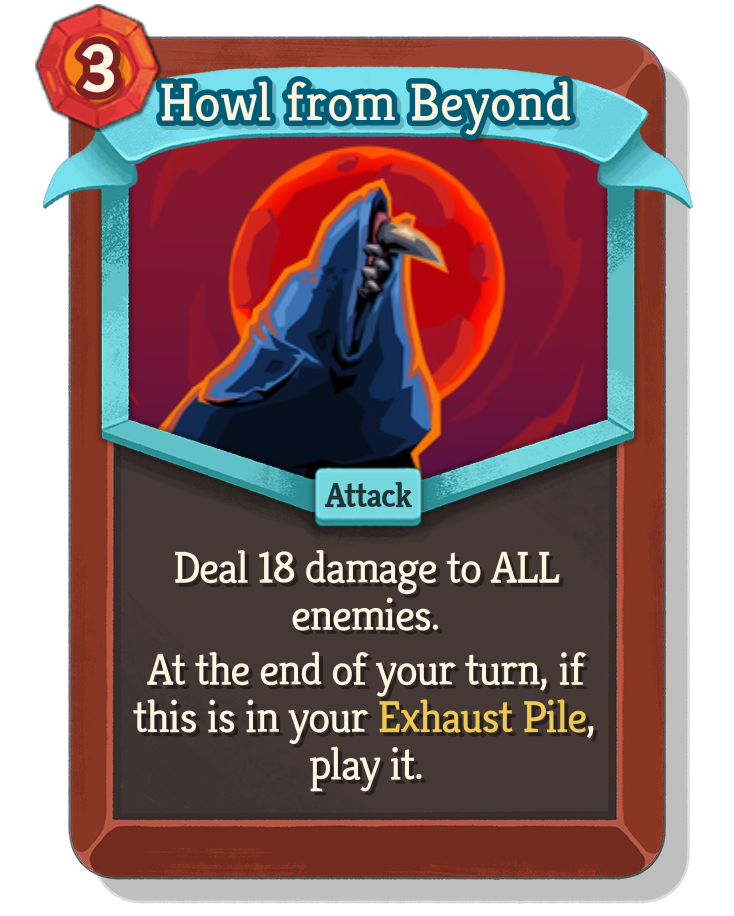 3
Howl from Beyond
Attack
Deal 18 damage to ALL
enemies.
At the end of your turn, if
this is in your Exhaust Pile,
play it.